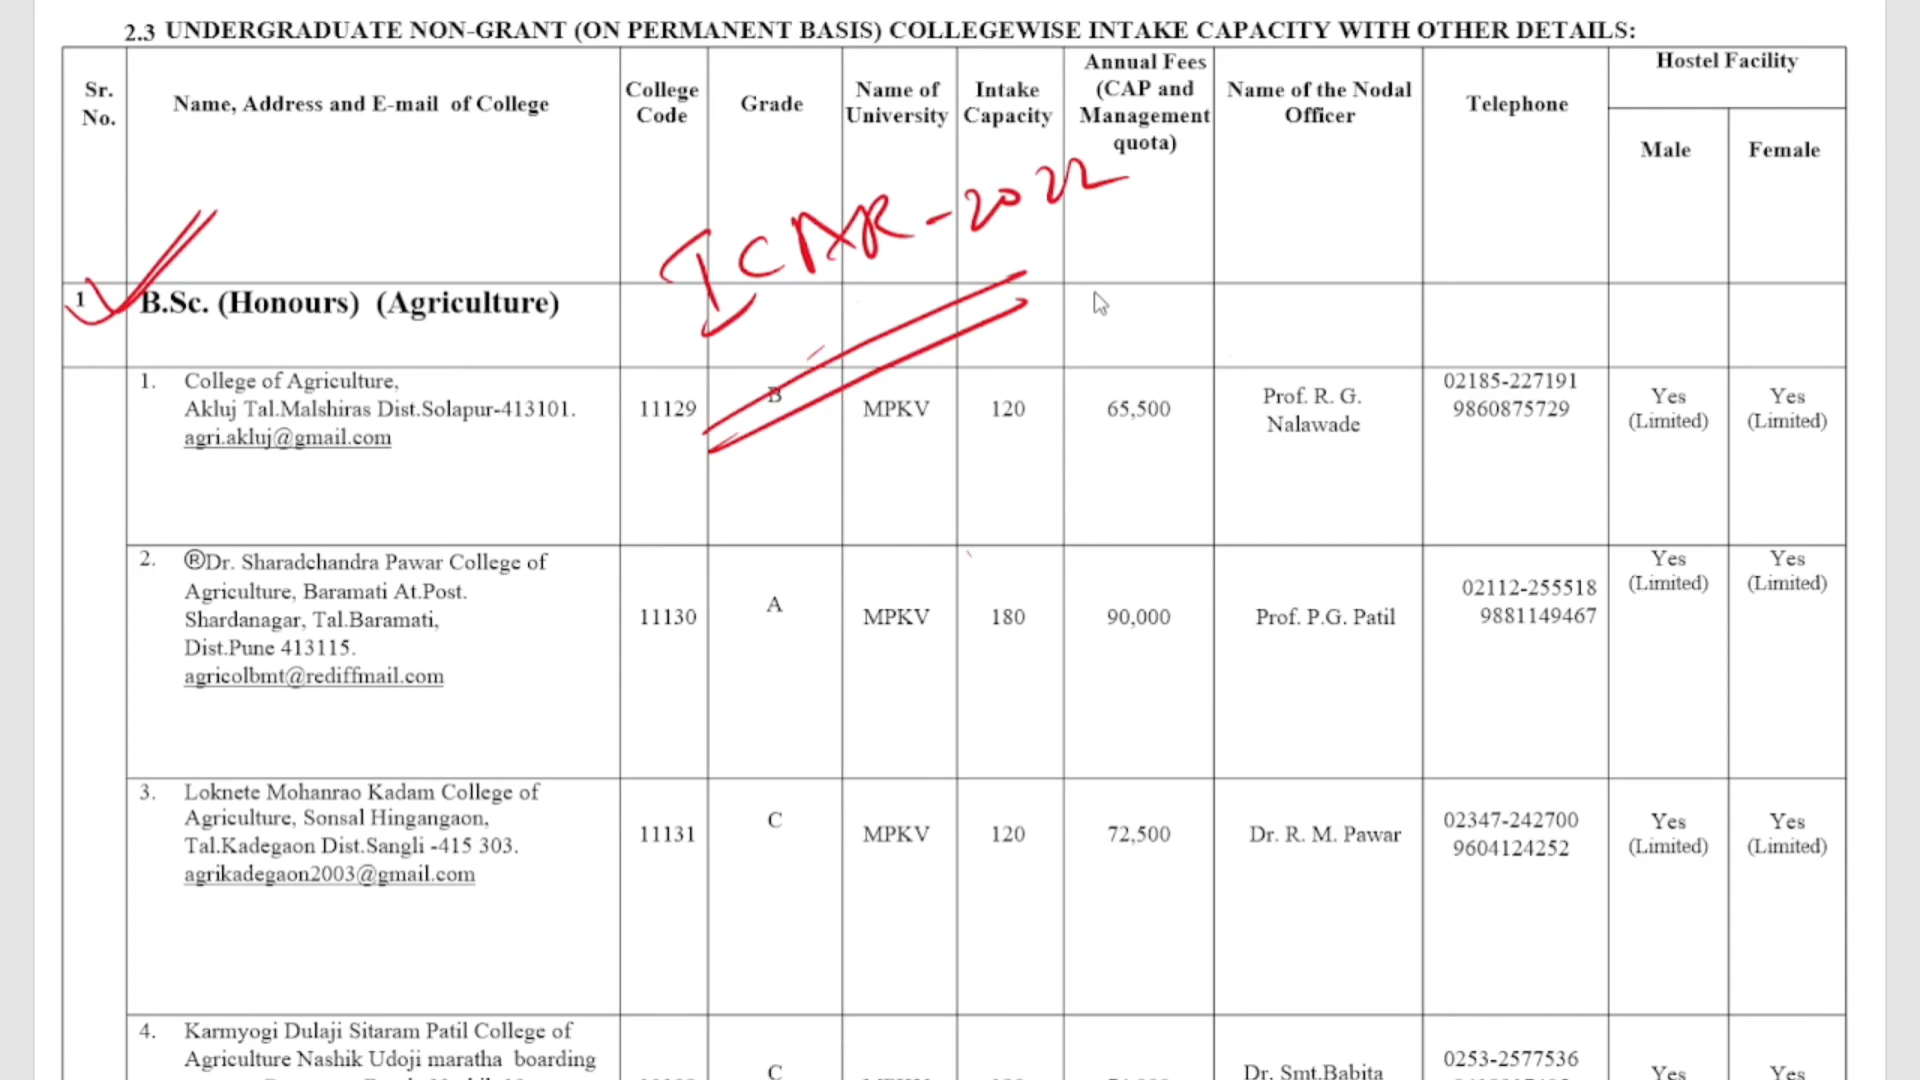 2.3 UNDERGRADUATE NON-GRANT (ON PERMANENT BASIS) COLLEGEWISE INTAKE CAPACITY WITH OTHER DETAILS:
Sr. No.
Name, Address and E-mail of College
College Code
Grade
Name of University
Intake Capacity
Annual Fees (CAP and Management quota)
Name of the Nodal Officer
Telephone
Hostel Facility
Male
Female
ICAR-2022
1
B.Sc. (Honours) (Agriculture)
1. College of Agriculture,
Akluj Tal.Malshiras Dist.Solapur-413101.
agri.akluj@gmail.com
11129
B
MPKV
120
65,500
Prof. R. G.
Nalawade
02185-227191
9860875729
Yes
(Limited)
Yes
(Limited)
2. ®Dr. Sharadchandra Pawar College of
Agriculture, Baramati At.Post.
Shardanagar, Tal.Baramati,
Dist.Pune 413115.
agricolbmt@rediffmail.com
11130
A
MPKV
180
90,000
Prof. P.G. Patil
02112-255518
9881149467
Yes
(Limited)
Yes
(Limited)
3. Loknete Mohanrao Kadam College of
Agriculture, Sonsal Hingangaon,
Tal.Kadegaon Dist.Sangli -415 303.
agrikadegaon2003@gmail.com
11131
C
MPKV
120
72,500
Dr. R. M. Pawar
02347-242700
9604124252
Yes
(Limited)
Yes
(Limited)
4. Karmyogi Dulaji Sitaram Patil College of
Agriculture Nashik Udoji maratha boarding
C
Dr. Smt.Babita
0253-2577536
Yes
Yes